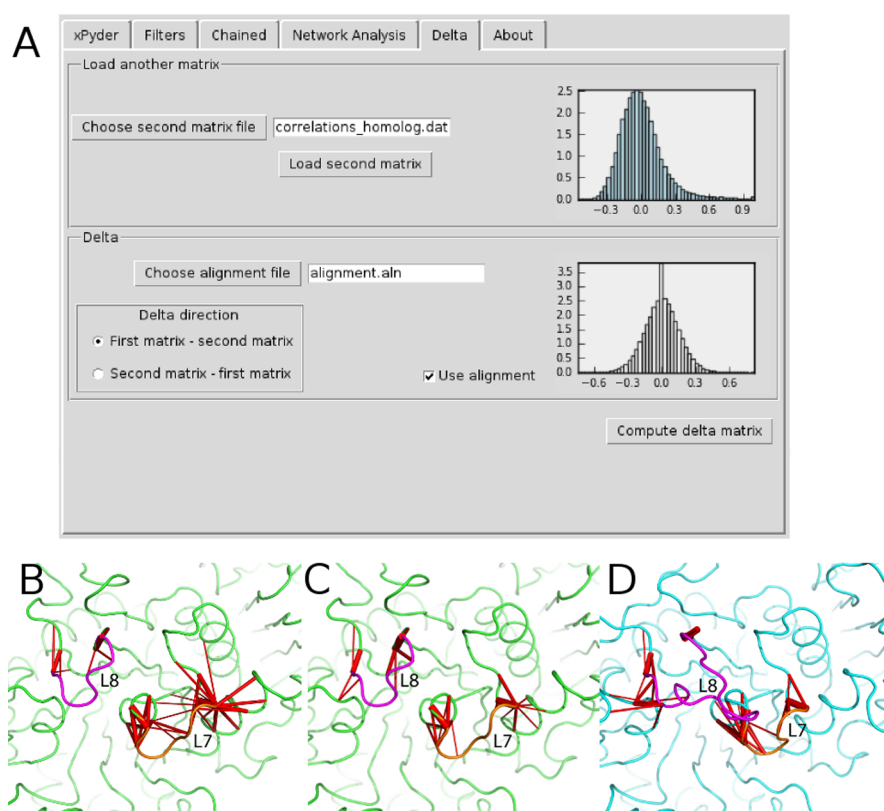 A
xPyder Filters Chained Network Analysis Delta About
Load another matrix
Choose second matrix file correlations_homolog.dat
Load second matrix
2.5
2.0
1.5
1.0
0.5
0.0
−0.3 0.0 0.3 0.6 0.9
Delta
Choose alignment file alignment.aln
Delta direction
First matrix - second matrix
Second matrix - first matrix
Use alignment
3.5
3.0
2.5
2.0
1.5
1.0
0.5
0.0
−0.6 −0.3 0.0 0.3 0.6
Compute delta matrix
B
L8
L7
C
L8
L7
D
L8
L7